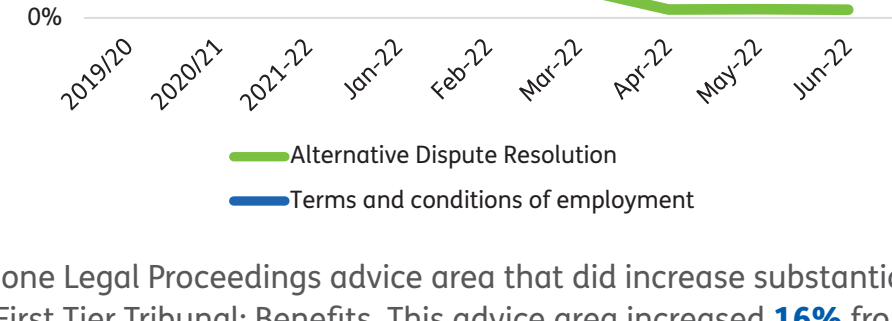 0%
2019/20 2020/21 2021-22 Jan-22 Feb-22 Mar-22 Apr-22 May-22 Jun-22
Alternative Dispute Resolution
Terms and conditions of employment
one Legal Proceedings advice area that did increase
First Tier Tribunal: Benefits. This advice area increased 16%